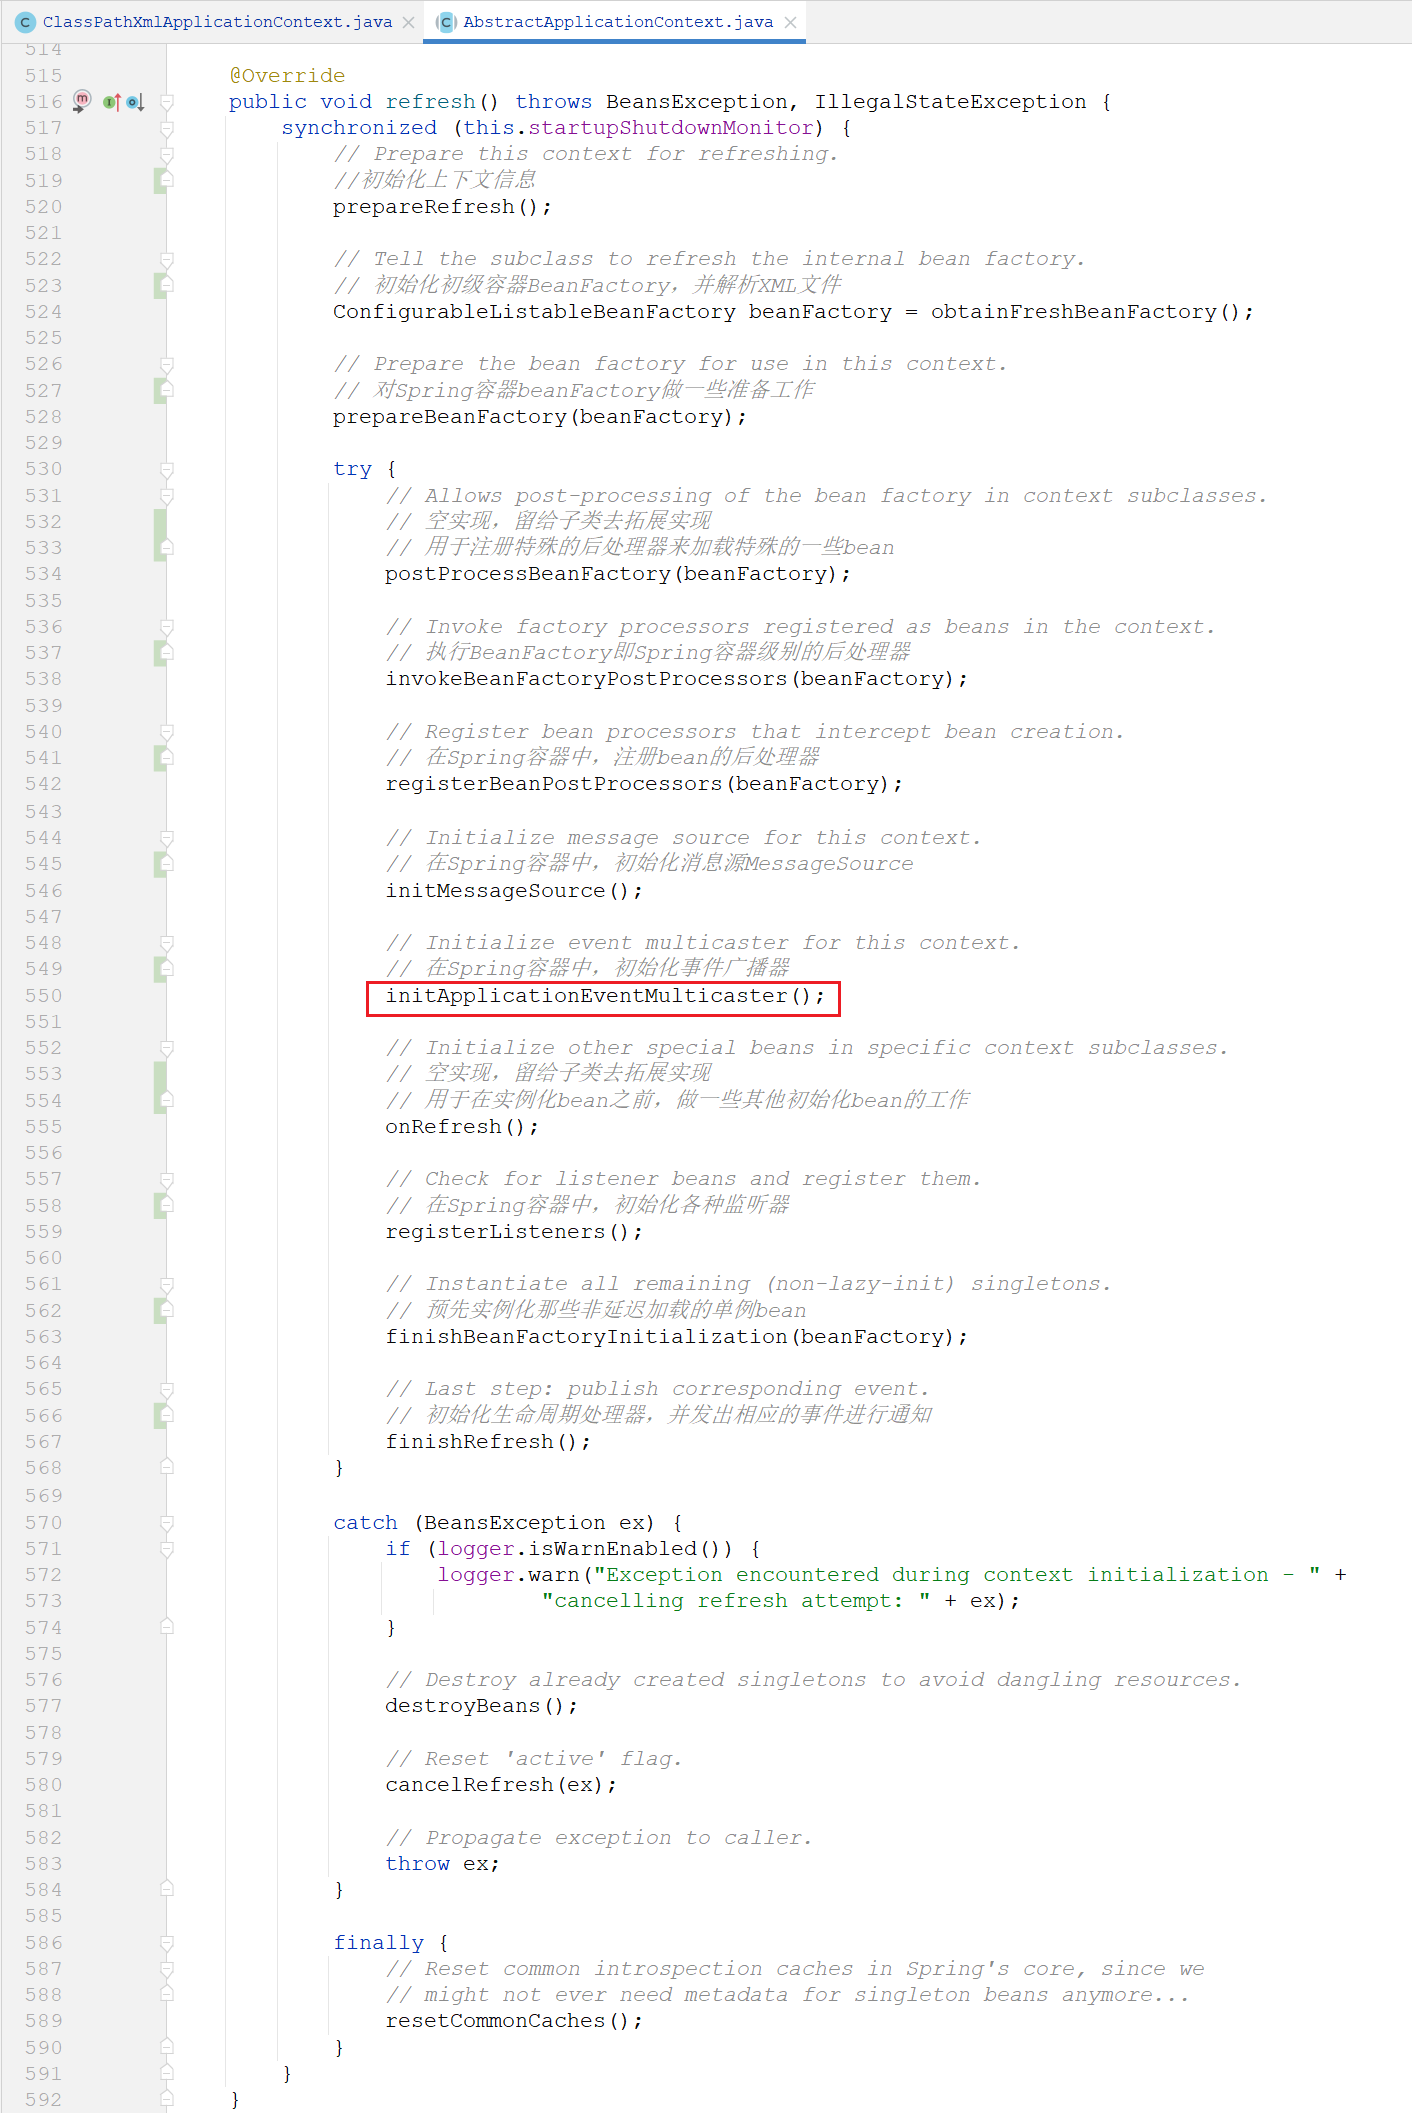 ClassPathXmlApplicationContext.java AbstractApplicationContext.java
514
515 @Override
516 public void refresh() throws BeansException, IllegalStateException {
517 synchronized (this.startupShutdownMonitor) {
518 // Prepare this context for refreshing.
519 //初始化上下文信息
520 prepareRefresh();
521
522 // Tell the subclass to refresh the internal bean factory.
523 // 初始化初级容器BeanFactory，并解析XML文件
524 ConfigurableListableBeanFactory beanFactory = obtainFreshBeanFactory();
525
526 // Prepare the bean factory for use in this context.
527 // 对Spring容器beanFactory做一些准备工作
528 prepareBeanFactory(beanFactory);
529
530 try {
531 // Allows post-processing of the bean factory in context subclasses.
532 // 空实现，留给子类去拓展实现
533 // 用于注册特殊的后处理器来加载特殊的一些bean
534 postProcessBeanFactory(beanFactory);
535
536 // Invoke factory processors registered as beans in the context.
537 // 执行BeanFactory即Spring容器级别的后处理器
538 invokeBeanFactoryPostProcessors(beanFactory);
539
540 // Register bean processors that intercept bean creation.
541 // 在Spring容器中，注册bean的后处理器
542 registerBeanPostProcessors(beanFactory);
543
544 // Initialize message source for this context.
545 // 在Spring容器中，初始化消息源MessageSource
546 initMessageSource();
547
548 // Initialize event multicaster for this context.
549 // 在Spring容器中，初始化事件广播器
550 initApplicationEventMulticaster();
551
552 // Initialize other special beans in specific context subclasses.
553 // 空实现，留给子类去拓展实现
554 // 用于在实例化bean之前，做一些其他初始化bean的工作
555 onRefresh();
556
557 // Check for listener beans and register them.
558 // 在Spring容器中，初始化各种监听器
559 registerListeners();
560
561 // Instantiate all remaining (non-lazy-init) singletons.
562 // 预先实例化那些非延迟加载的单例bean
563 finishBeanFactoryInitialization(beanFactory);
564
565 // Last step: publish corresponding event.
566 // 初始化生命周期处理器，并发出相应的事件进行通知
567 finishRefresh();
568 }
569
570 catch (BeansException ex) {
571 if (logger.isWarnEnabled()) {
572 logger.warn("Exception encountered during context initialization - " +
573 "cancelling refresh attempt: " + ex);
574 }
575
576 // Destroy already created singletons to avoid dangling resources.
577 destroyBeans();
578
579 // Reset 'active' flag.
580 cancelRefresh(ex);
581
582 // Propagate exception to caller.
583 throw ex;
584 }
585
586 finally {
587 // Reset common introspection caches in Spring's core, since we
588 // might not ever need metadata for singleton beans anymore...
589 resetCommonCaches();
590 }
591 }
592 }